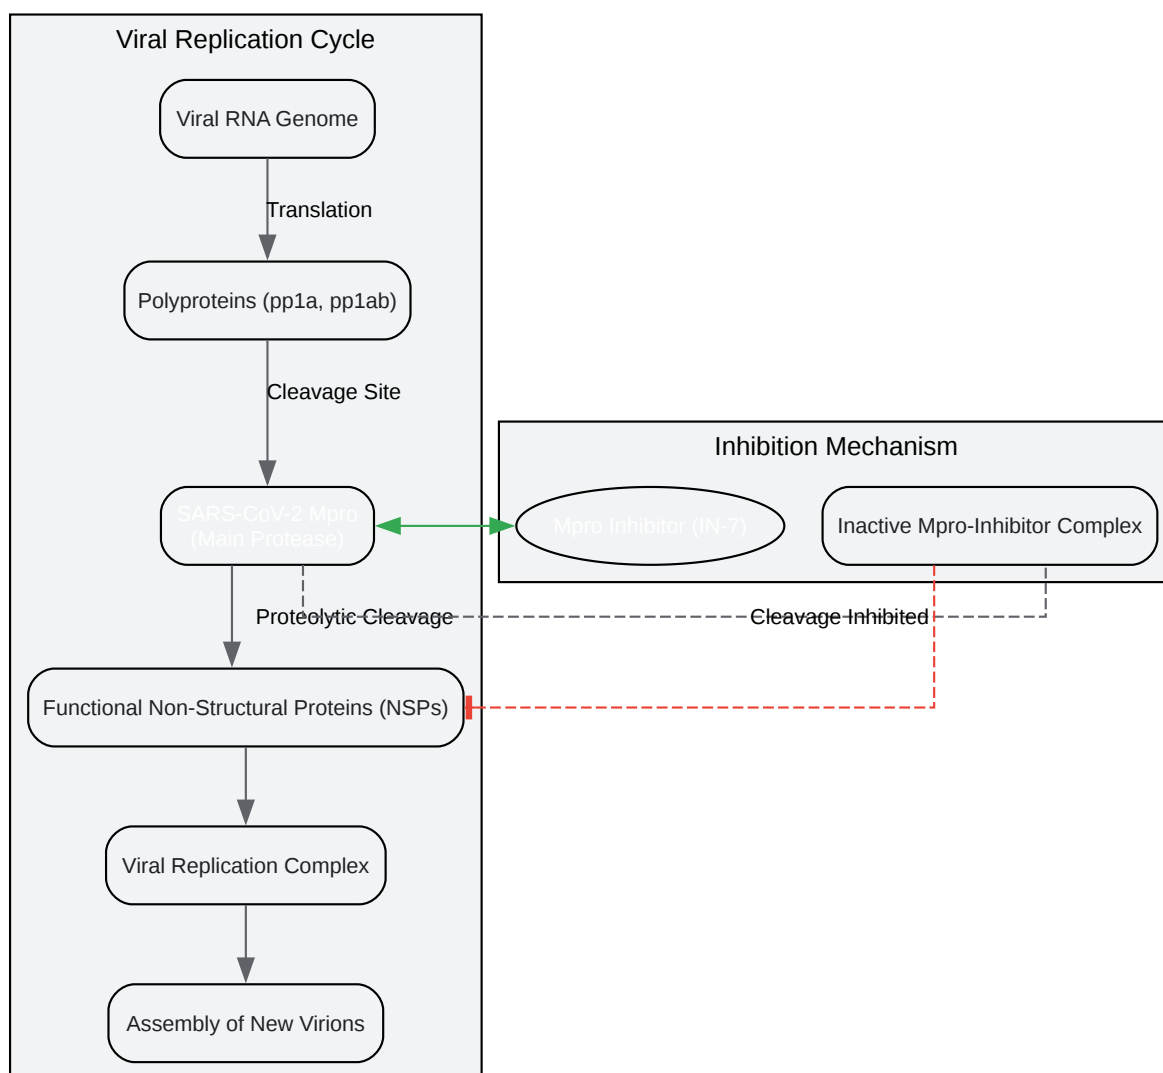 Viral Replication Cycle
Viral RNA Genome
Translation
Polyproteins (pp1a, pp1ab)
Cleavage Site
Inhibition Mechanism
SARS-CoV-2 Mpro
(Main Protease)
Mpro Inhibitor (IN-7)
Inactive Mpro-Inhibitor Complex
Proteolytic Cleavage
Cleavage Inhibited
Functional Non-Structural Proteins (NSPs)
Viral Replication Complex
Assembly of New Virions